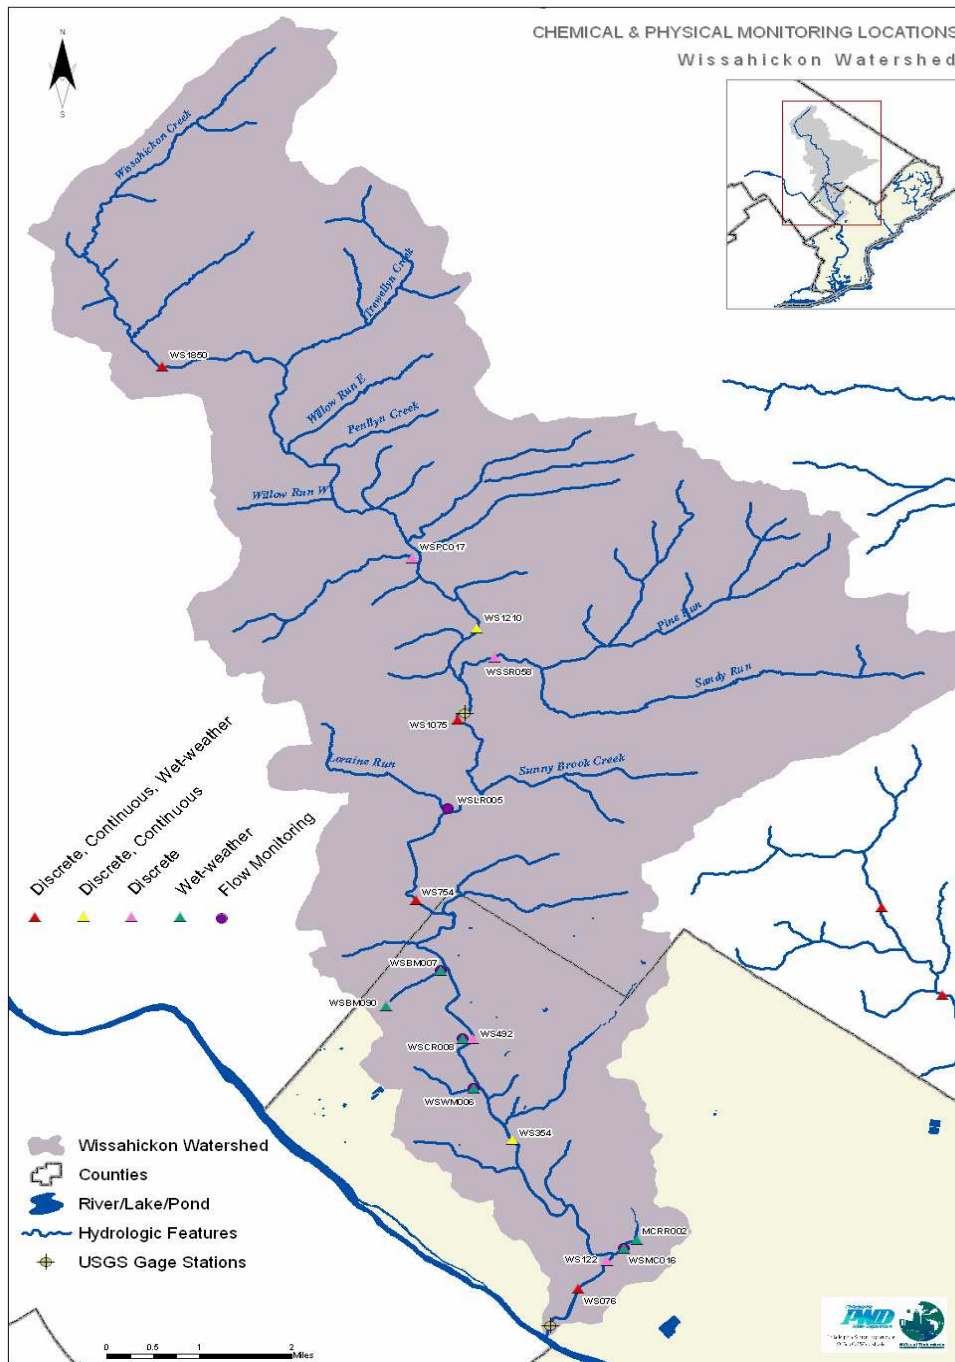 CHEMICAL & PHYSICAL MONITORING LOCATIONS
Wissahickon Watershed
N
S
Wissahickon Creek
Trewellyn Creek
WS1850
Willow Run E
Penllyn Creek
Willow Run W
WSPC017
WS1210
Pine Run
WSSR058
Sandy Run
WS1075
Loraine Run
Sunny Brook Creek
WSLR005
Discrete, Continuous, Wet-weather
Discrete, Continuous
Discrete
Wet-weather
Flow Monitoring
WS754
WSBM007
WSBM090
WS492
WSCR008
WSWM006
WS354
Wissahickon Watershed
Counties
River/Lake/Pond
Hydrologic Features
USGS Gage Stations
MCRR002
WS122
WSMC016
WS076
PWD
0 0.5 1 2
Miles